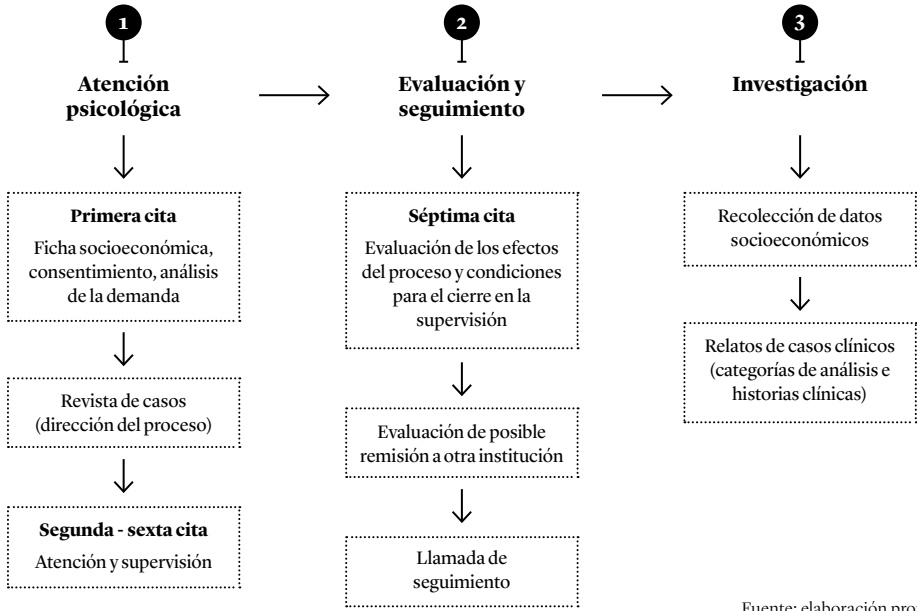 1
Atención
psicológica
Primera cita
Ficha socioeconómica,
consentimiento, análisis
de la demanda
Revista de casos
(dirección del proceso)
Segunda - sexta cita
Atención y supervisión
2
Evaluación y
seguimiento
Séptima cita
Evaluación de los efectos
del proceso y condiciones
para el cierre en la
supervisión
Evaluación de posible
remisión a otra institución
Llamada de
seguimiento
3
Investigación
Recolección de datos
socioeconómicos
Relatos de casos clínicos
(categorías de análisis e
historias clínicas)
Fuente: elaboración